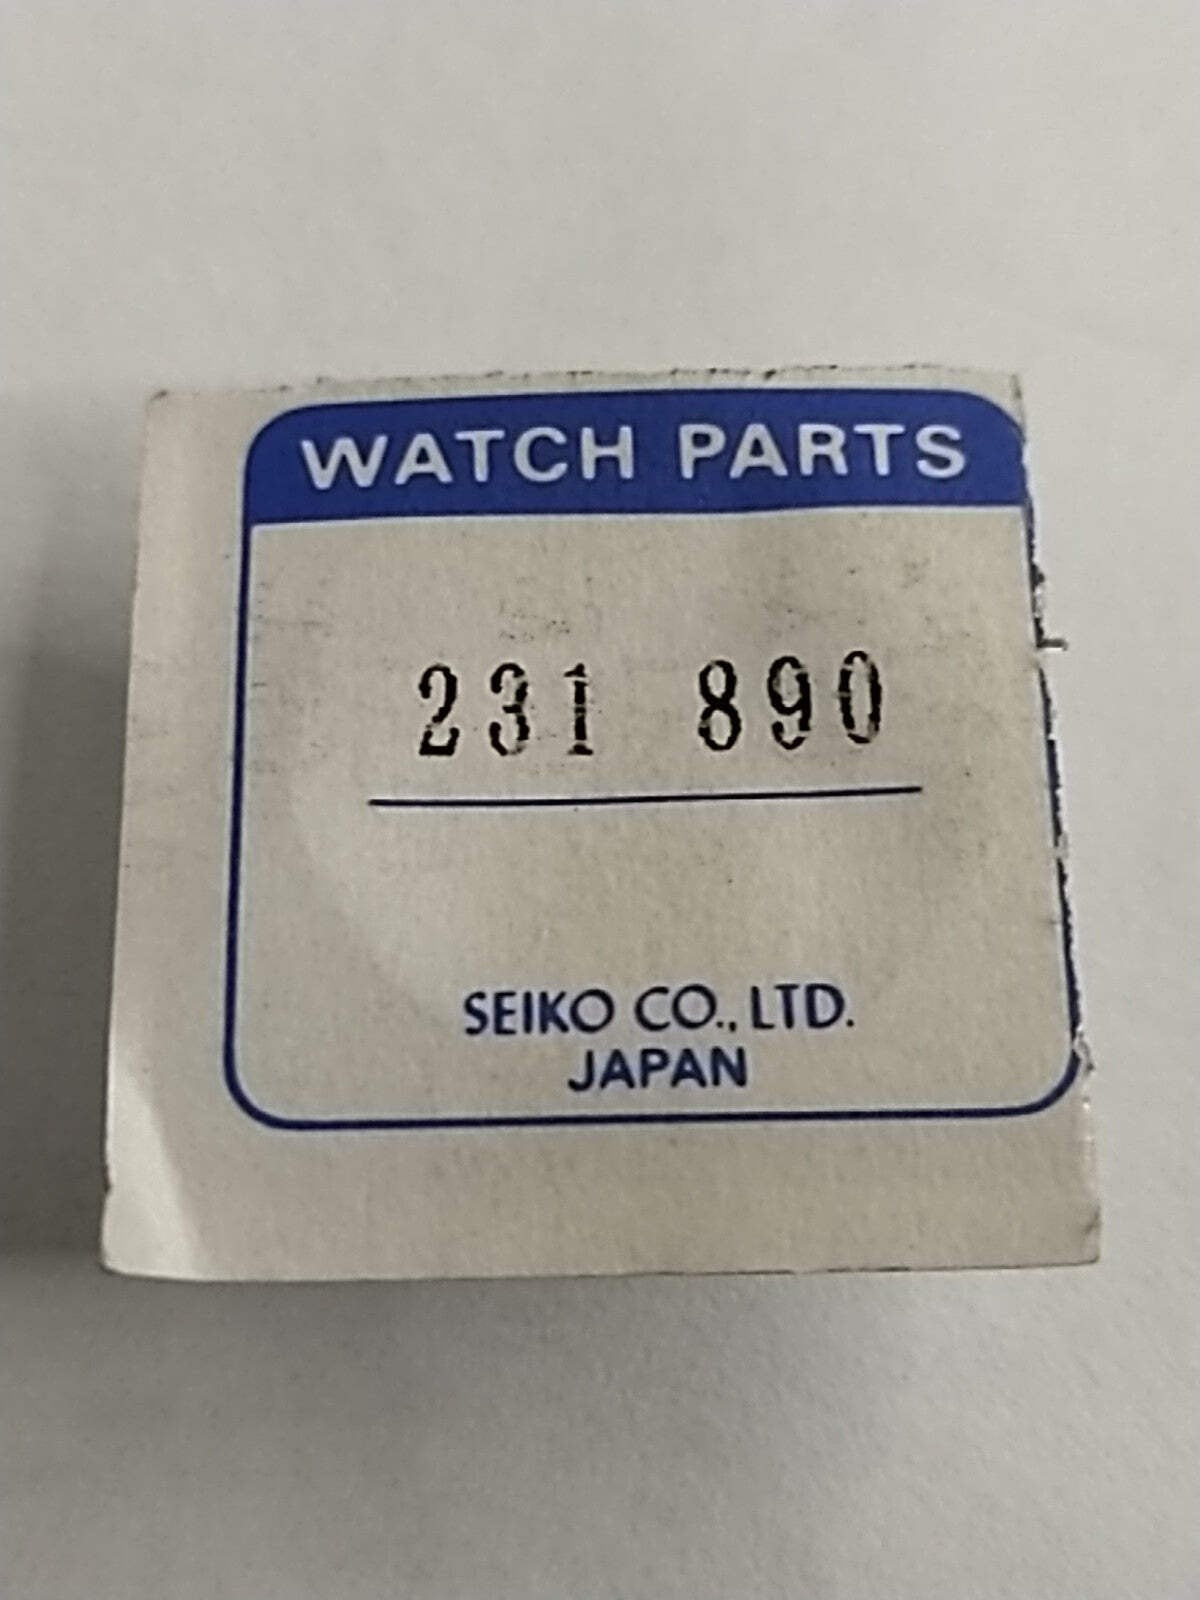 WATCH PARTS
231 890
SEIKO CO., LTD.
JAPAN